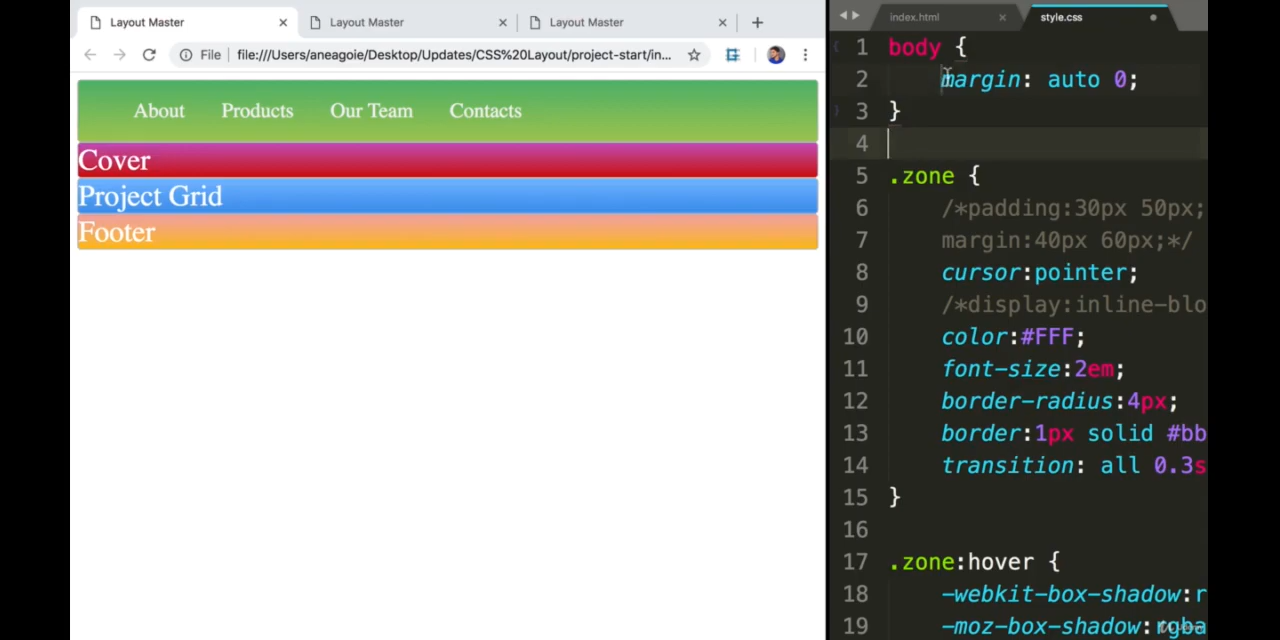 Layout Master
Layout Master
Layout Master
File
file:///Users/aneagoie/Desktop/Updates/CSS%20Layout/project-start/in...
About Products Our Team Contacts
Cover
Project Grid
Footer
index.html
style.css
1 body {
2 margin: auto 0;
3 }
4
5 .zone {
6 /*padding:30px 50px;
7 margin:40px 60px;*/
8 cursor:pointer;
9 /*display:inline-blo
10 color:#FFF;
11 font-size:2em;
12 border-radius:4px;
13 border:1px solid #bb
14 transition: all 0.3s
15 }
16
17 .zone:hover {
18 -webkit-box-shadow:r
19 -moz-box-shadow:rgba